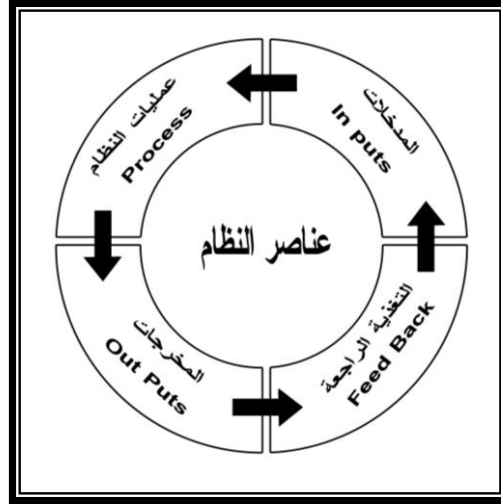 عناصر النظام
المدخلات
In puts
عمليات النظام
Process
المخرجات
Out Puts
التغذية الراجعة
Feed Back